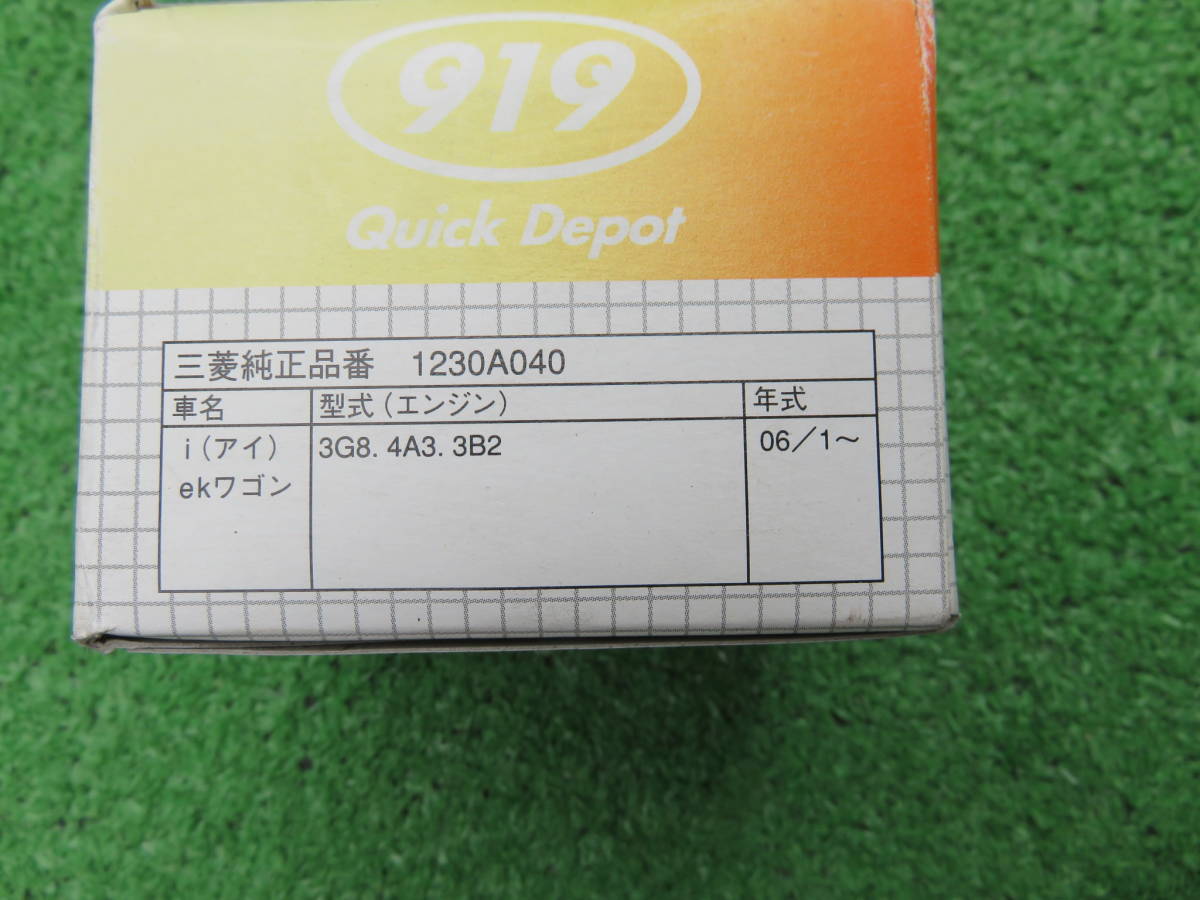 919
Quick Depot
三菱純正品番 1230A040
車名 型式(エンジン) 年式
i(アイ) 3G8. 4A3. 3B2 06/1~
ekワゴン